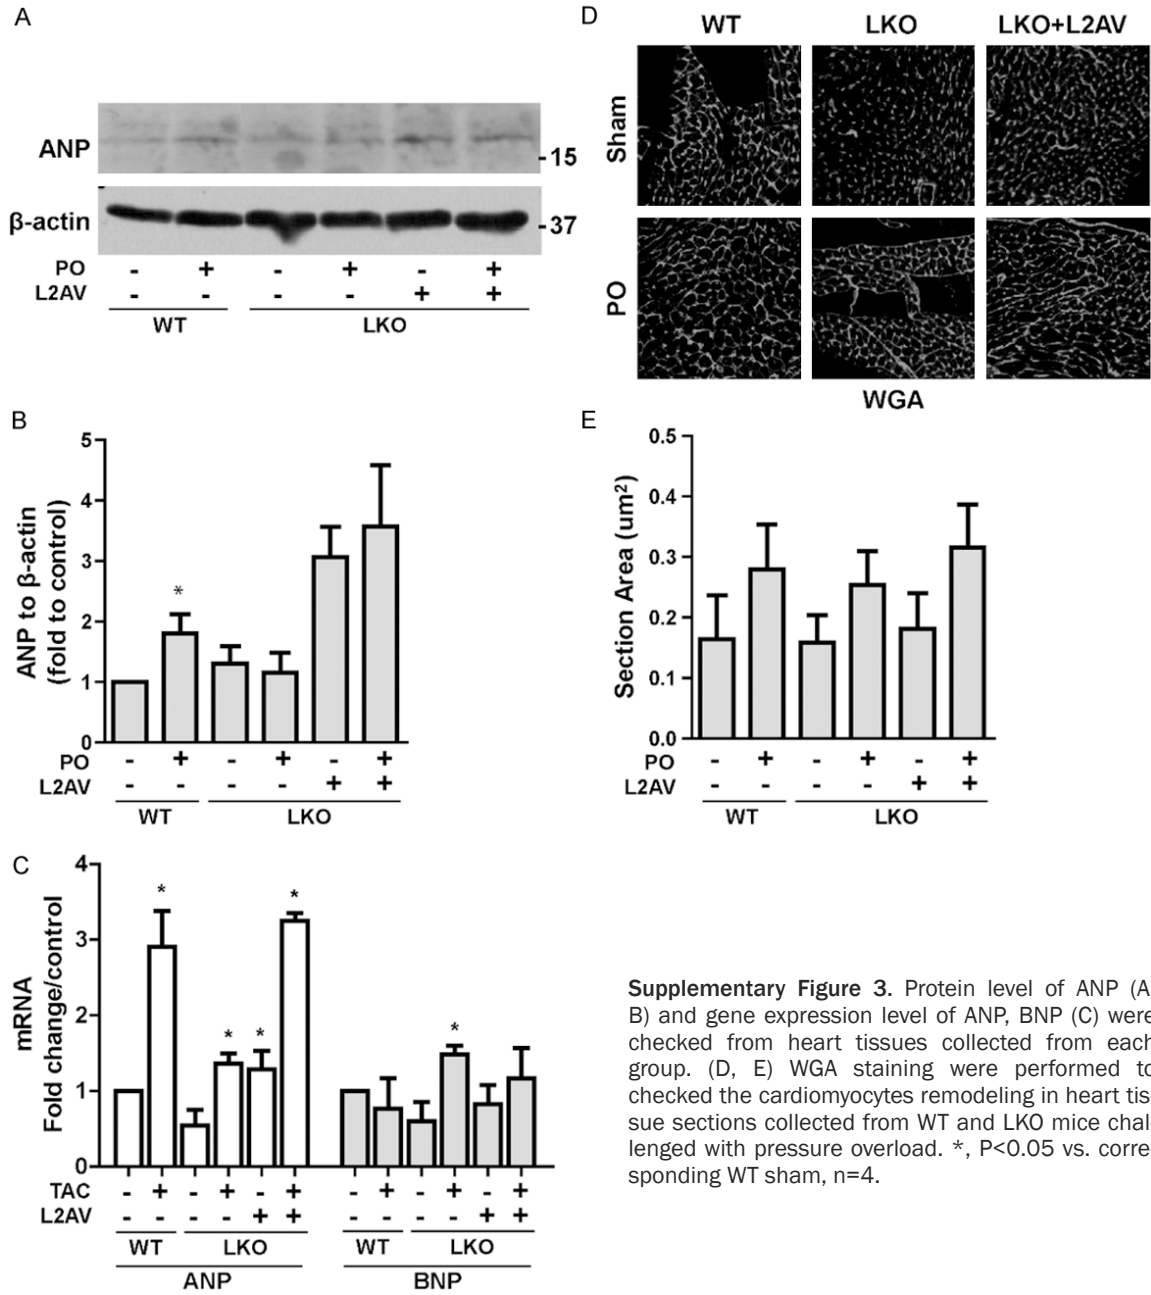 A
ANP
-15
β-actin
-37
PO - + - + - +
L2AV - - - - + +
WT LKO
D
WT LKO LKO+L2AV
Sham
PO
WGA
B
ANP to β-actin
(fold to control)
5
4
3
2
1
0
*
PO - + - + - +
L2AV - - - - + +
WT LKO
E
Section Area (um²)
0.5
0.4
0.3
0.2
0.1
0.0
PO - + - + - +
L2AV - - - - + +
WT LKO
C
mRNA
Fold change/control
4
3
2
1
0
* * * * *
TAC - + - + - + - + - + - +
L2AV - - - - + + - - - - + +
WT LKO WT LKO
ANP BNP
Supplementary Figure 3. Protein level of ANP (A,
B) and gene expression level of ANP, BNP (C) were
checked from heart tissues collected from each
group. (D, E) WGA staining were performed to
checked the cardiomyocytes remodeling in heart tis-
sue sections collected from WT and LKO mice chal-
lenged with pressure overload. *, P<0.05 vs. corre-
sponding WT sham, n=4.